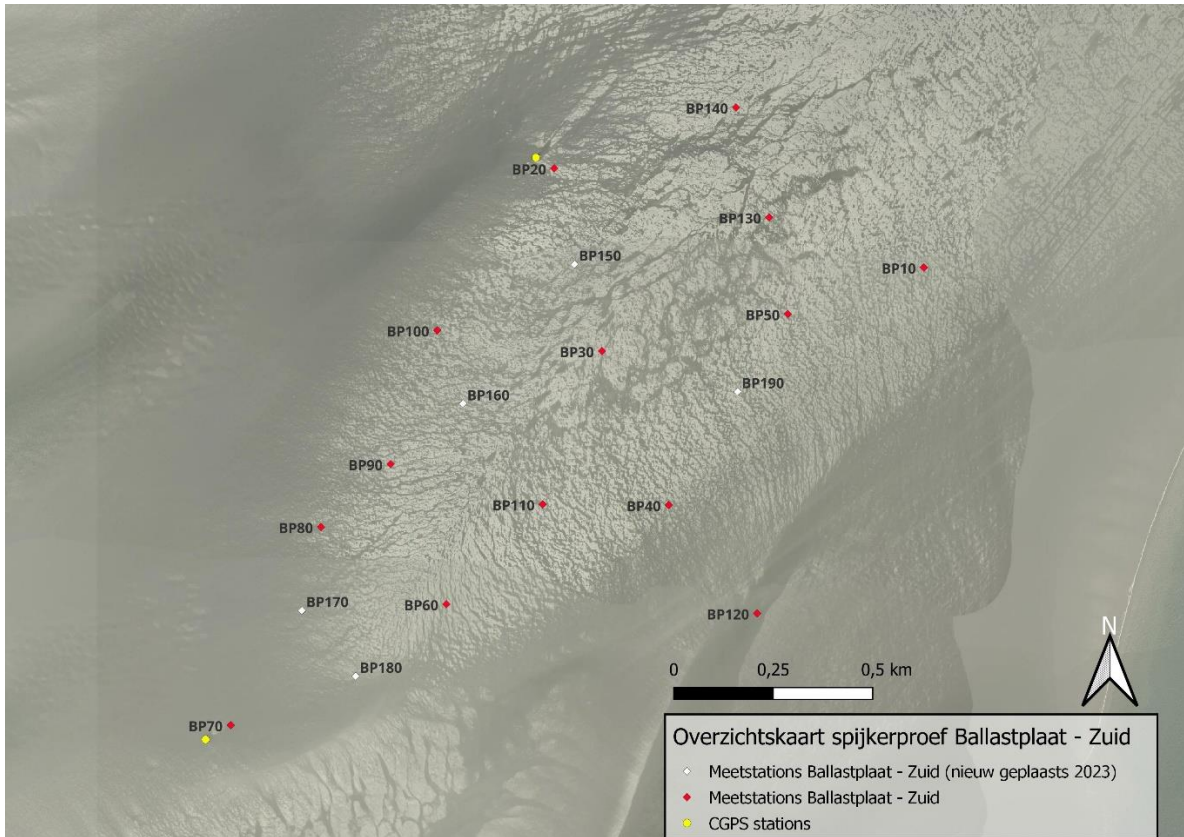 BP140
BP20
BP130
BP150
BP10
BP50
BP100
BP30
BP190
BP160
BP90
BP110
BP40
BP80
BP170
BP60
BP120
BP180
BP70
N
0 0,25 0,5 km
Overzichtskaart spijkerproef Ballastplaat - Zuid
Meetstations Ballastplaat - Zuid (nieuw geplaatst 2023)
Meetstations Ballastplaat - Zuid
CGPS stations